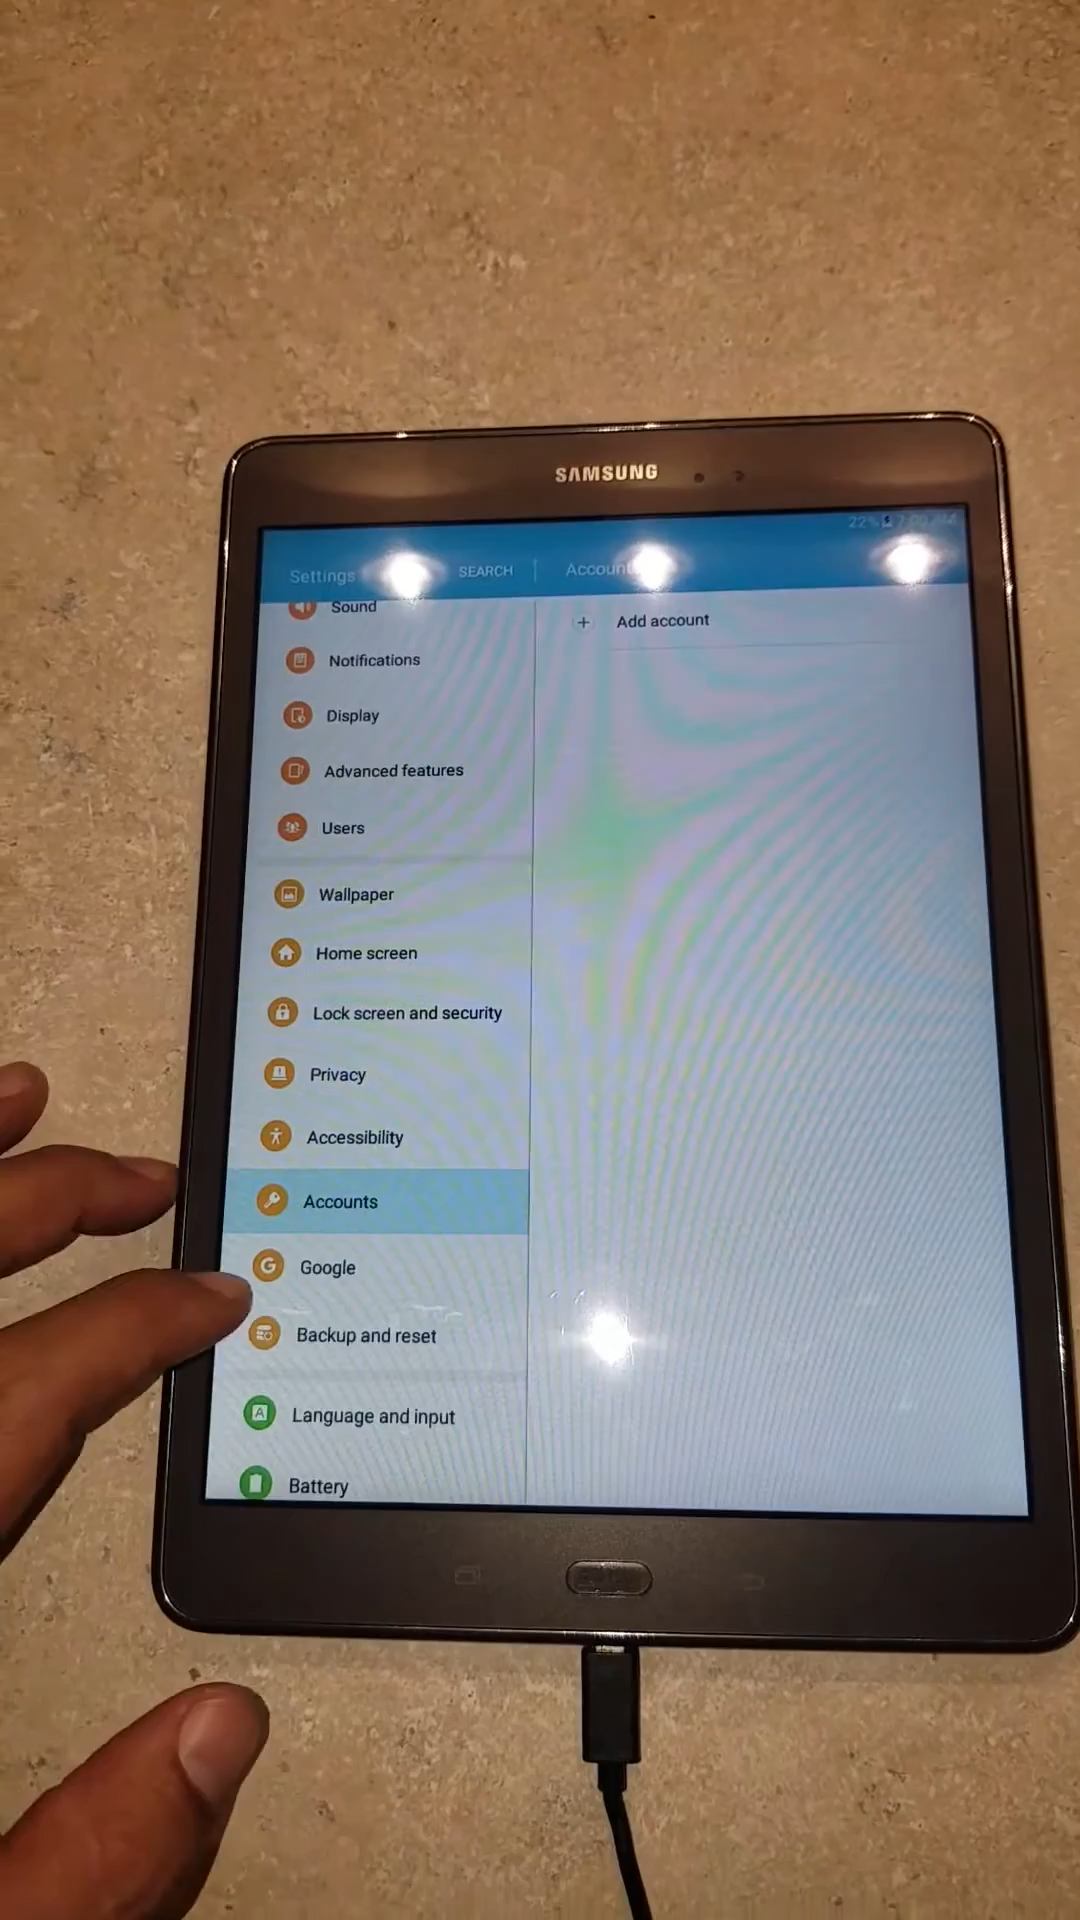 SAMSUNG
22%
Settings
SEARCH
Sound
Add account
Notifications
Display
Advanced features
Users
Wallpaper
Home screen
Lock screen and security
Privacy
Accessibility
Accounts
Google
Backup and reset
Language and input
Battery